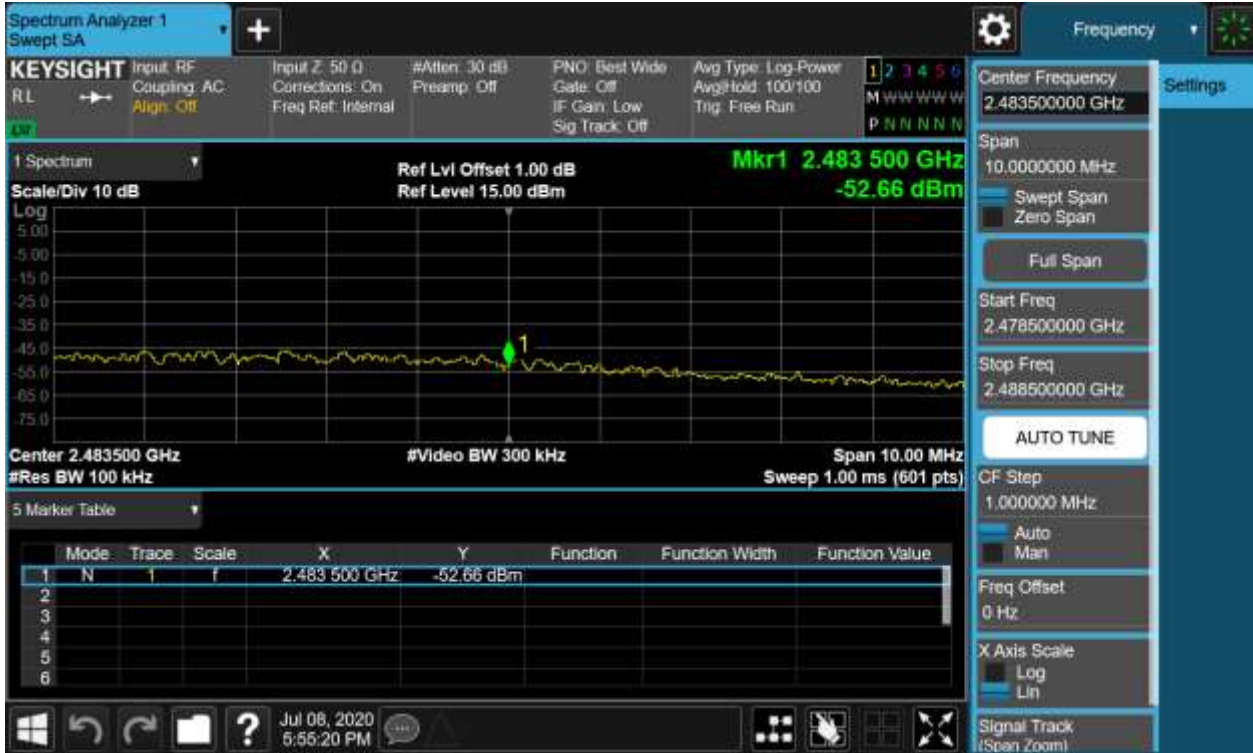 Spectrum Analyzer 1
Swept SA
+
Frequency
KEYSIGHT
RL
Input: RF
Coupling: AC
Align: Off
Input Z: 50 Ω
Corrections: On
Freq Ref: Internal
#Atten: 30 dB
Preamp: Off
PNO: Best Wide
Gate: Off
IF Gain: Low
Sig Track: Off
Avg Type: Log-Power
Avg|Hold: 100/100
Trig: Free Run
1 2 3 4 5 6
M W W W W W
P N N N N N
1 Spectrum
Scale/Div 10 dB
Ref Lvl Offset 1.00 dB
Ref Level 15.00 dBm
Mkr1 2.483 500 GHz
-52.66 dBm
Log
5.00
-5.00
-15.0
-25.0
-35.0
-45.0
-55.0
-65.0
-75.0
1
Center 2.483500 GHz
#Res BW 100 kHz
#Video BW 300 kHz
Span 10.00 MHz
Sweep 1.00 ms (601 pts)
5 Marker Table
Mode Trace Scale X Y Function Function Width Function Value
1 N 1 f 2.483 500 GHz -52.66 dBm
2
3
4
5
6
Center Frequency
2.483500000 GHz
Settings
Span
10.0000000 MHz
Swept Span
Zero Span
Full Span
Start Freq
2.478500000 GHz
Stop Freq
2.488500000 GHz
AUTO TUNE
CF Step
1.000000 MHz
Auto
Man
Freq Offset
0 Hz
X Axis Scale
Log
Lin
Signal Track
(Span Zoom)
?
Jul 08, 2020
5:55:20 PM